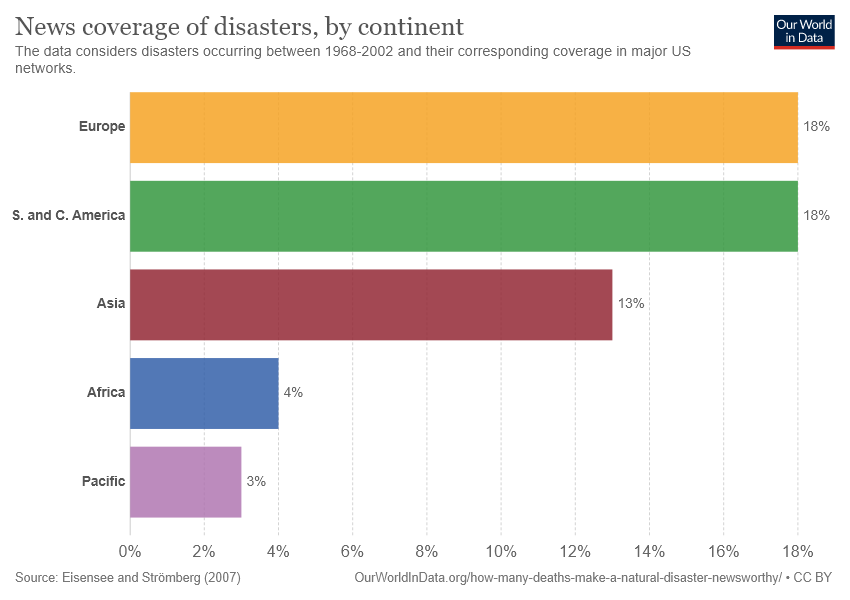 News coverage of disasters, by continent
Our World
in Data
The data considers disasters occurring between 1968-2002 and their corresponding coverage in major US
networks.
Europe
18%
S. and C. America
18%
Asia
13%
Africa
4%
Pacific
3%
0% 2% 4% 6% 8% 10% 12% 14% 16% 18%
Source: Eisensee and Strömberg (2007)
OurWorldInData.org/how-many-deaths-make-a-natural-disaster-newsworthy/ • CC BY